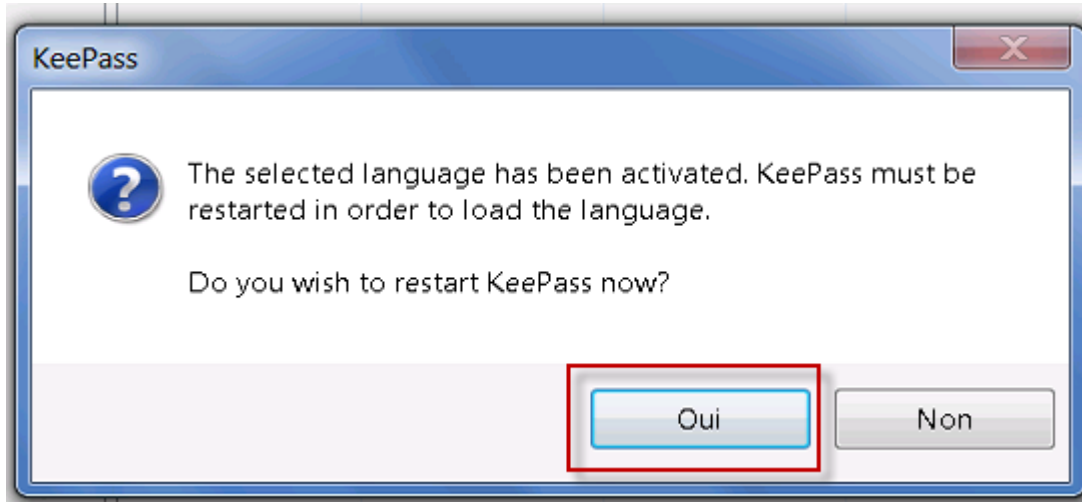 KeePass
The selected language has been activated. KeePass must be
restarted in order to load the language.
Do you wish to restart KeePass now?
Oui
Non